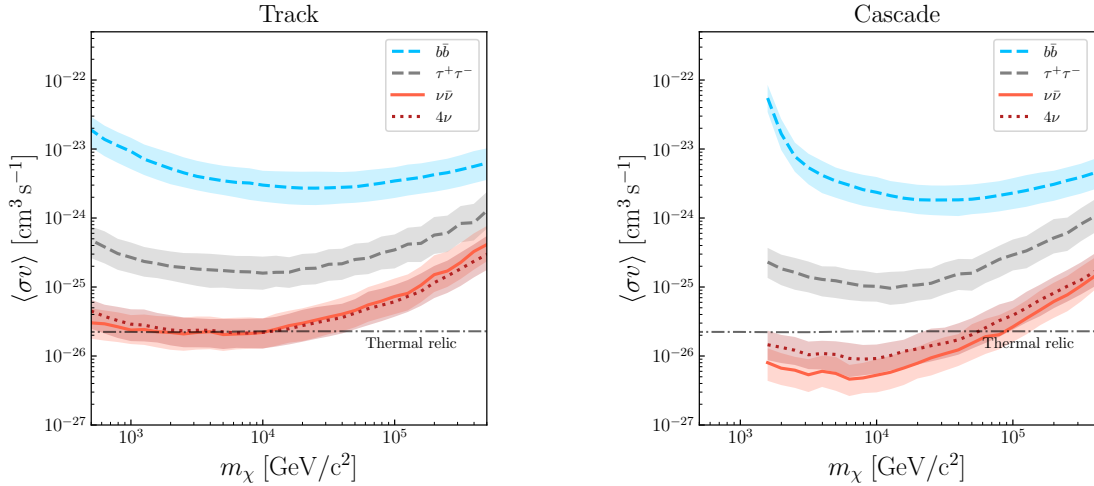 Track
10⁻²²
10⁻²³
10⁻²⁴
10⁻²⁵
10⁻²⁶
10⁻²⁷
⟨σv⟩ [cm³ s⁻¹]
bb̄
τ⁺τ⁻
νν̄
4ν
Thermal relic
10³
10⁴
10⁵
mχ [GeV/c²]
Cascade
10⁻²²
10⁻²³
10⁻²⁴
10⁻²⁵
10⁻²⁶
10⁻²⁷
⟨σv⟩ [cm³ s⁻¹]
bb̄
τ⁺τ⁻
νν̄
4ν
Thermal relic
10³
10⁴
10⁵
mχ [GeV/c²]